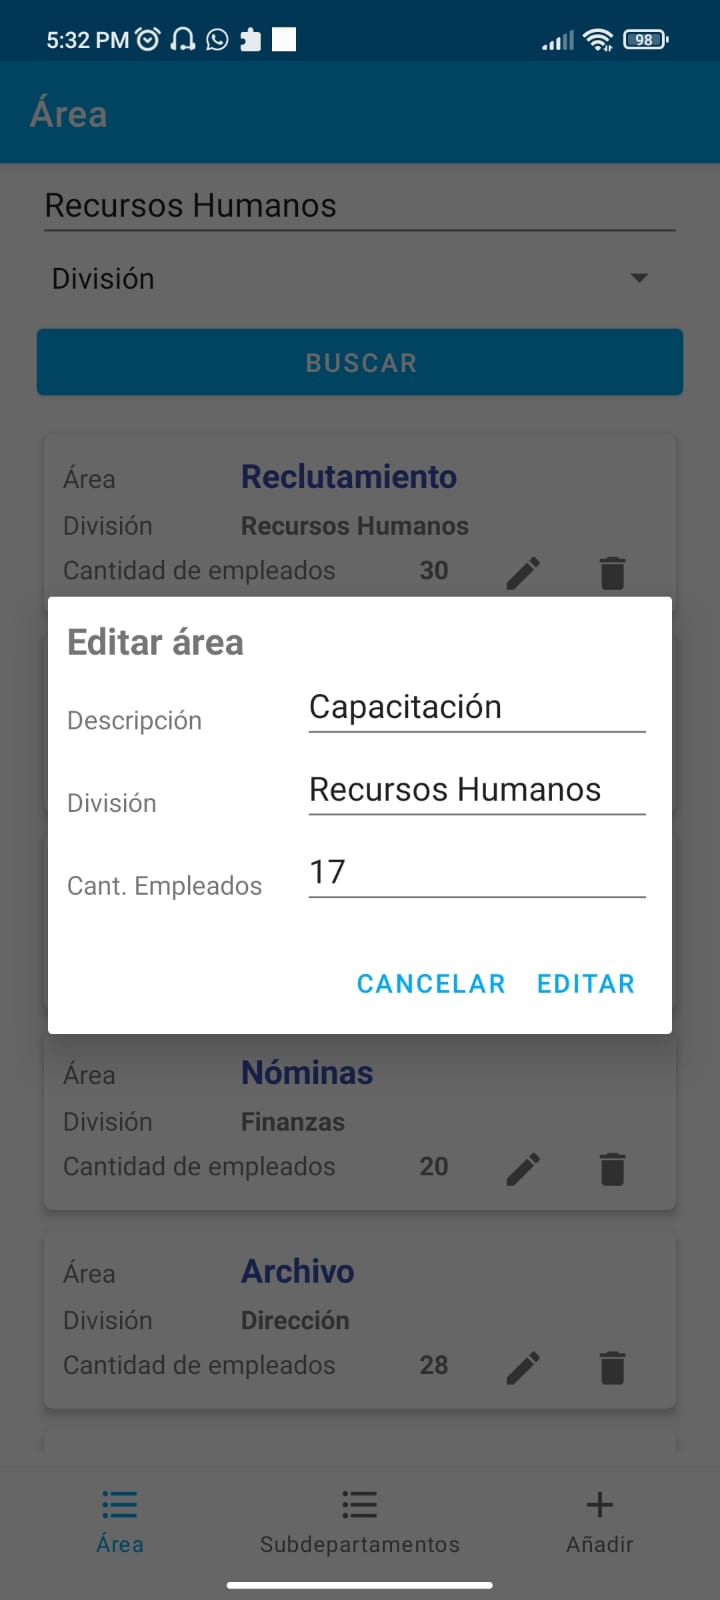 5:32 PM
98
Área
Recursos Humanos
División
BUSCAR
Área Reclutamiento
División Recursos Humanos
Cantidad de empleados 30
Editar área
Descripción Capacitación
División Recursos Humanos
Cant. Empleados 17
CANCELAR EDITAR
Área Nóminas
División Finanzas
Cantidad de empleados 20
Área Archivo
División Dirección
Cantidad de empleados 28
Área Subdepartamentos Añadir